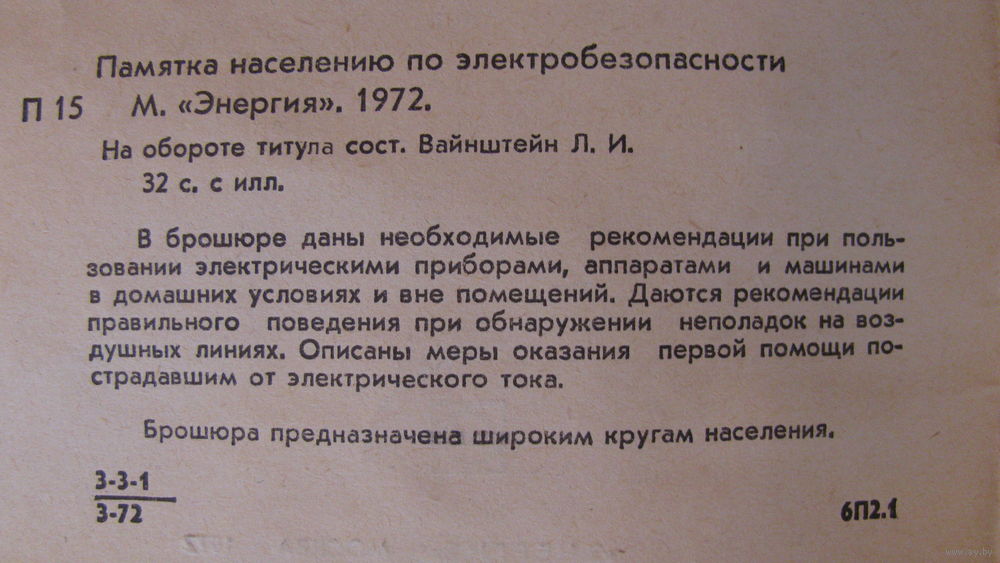 Памятка населению по электробезопасности
П 15 М. «Энергия». 1972.
На обороте титула сост. Вайнштейн Л. И.
32 с. с илл.
В брошюре даны необходимые рекомендации при поль-
зовании электрическими приборами, аппаратами и машинами
в домашних условиях и вне помещений. Даются рекомендации
правильного поведения при обнаружении неполадок на воз-
душных линиях. Описаны меры оказания первой помощи по-
страдавшим от электрического тока.
Брошюра предназначена широким кругам населения.
3-3-1
3-72
6П2.1